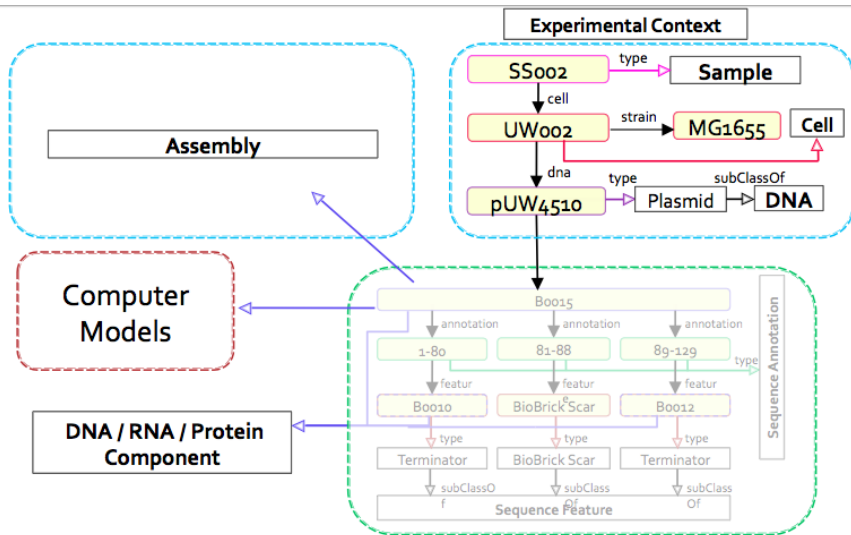 Experimental Context
SS002
type
Sample
cell
UW002
strain
MG1655
Cell
Assembly
dna
pUW4510
type
Plasmid
subClassOf
DNA
Computer
Models
B0015
annotation
annotation
annotation
1-80
81-88
89-129
type
Sequence Annotation
featur
featur
e
featur
B0010
BioBrick Scar
B0012
DNA / RNA / Protein
Component
type
type
type
Terminator
BioBrick Scar
Terminator
subClassO
f
subClass
Of
subClass
Of
Sequence Feature